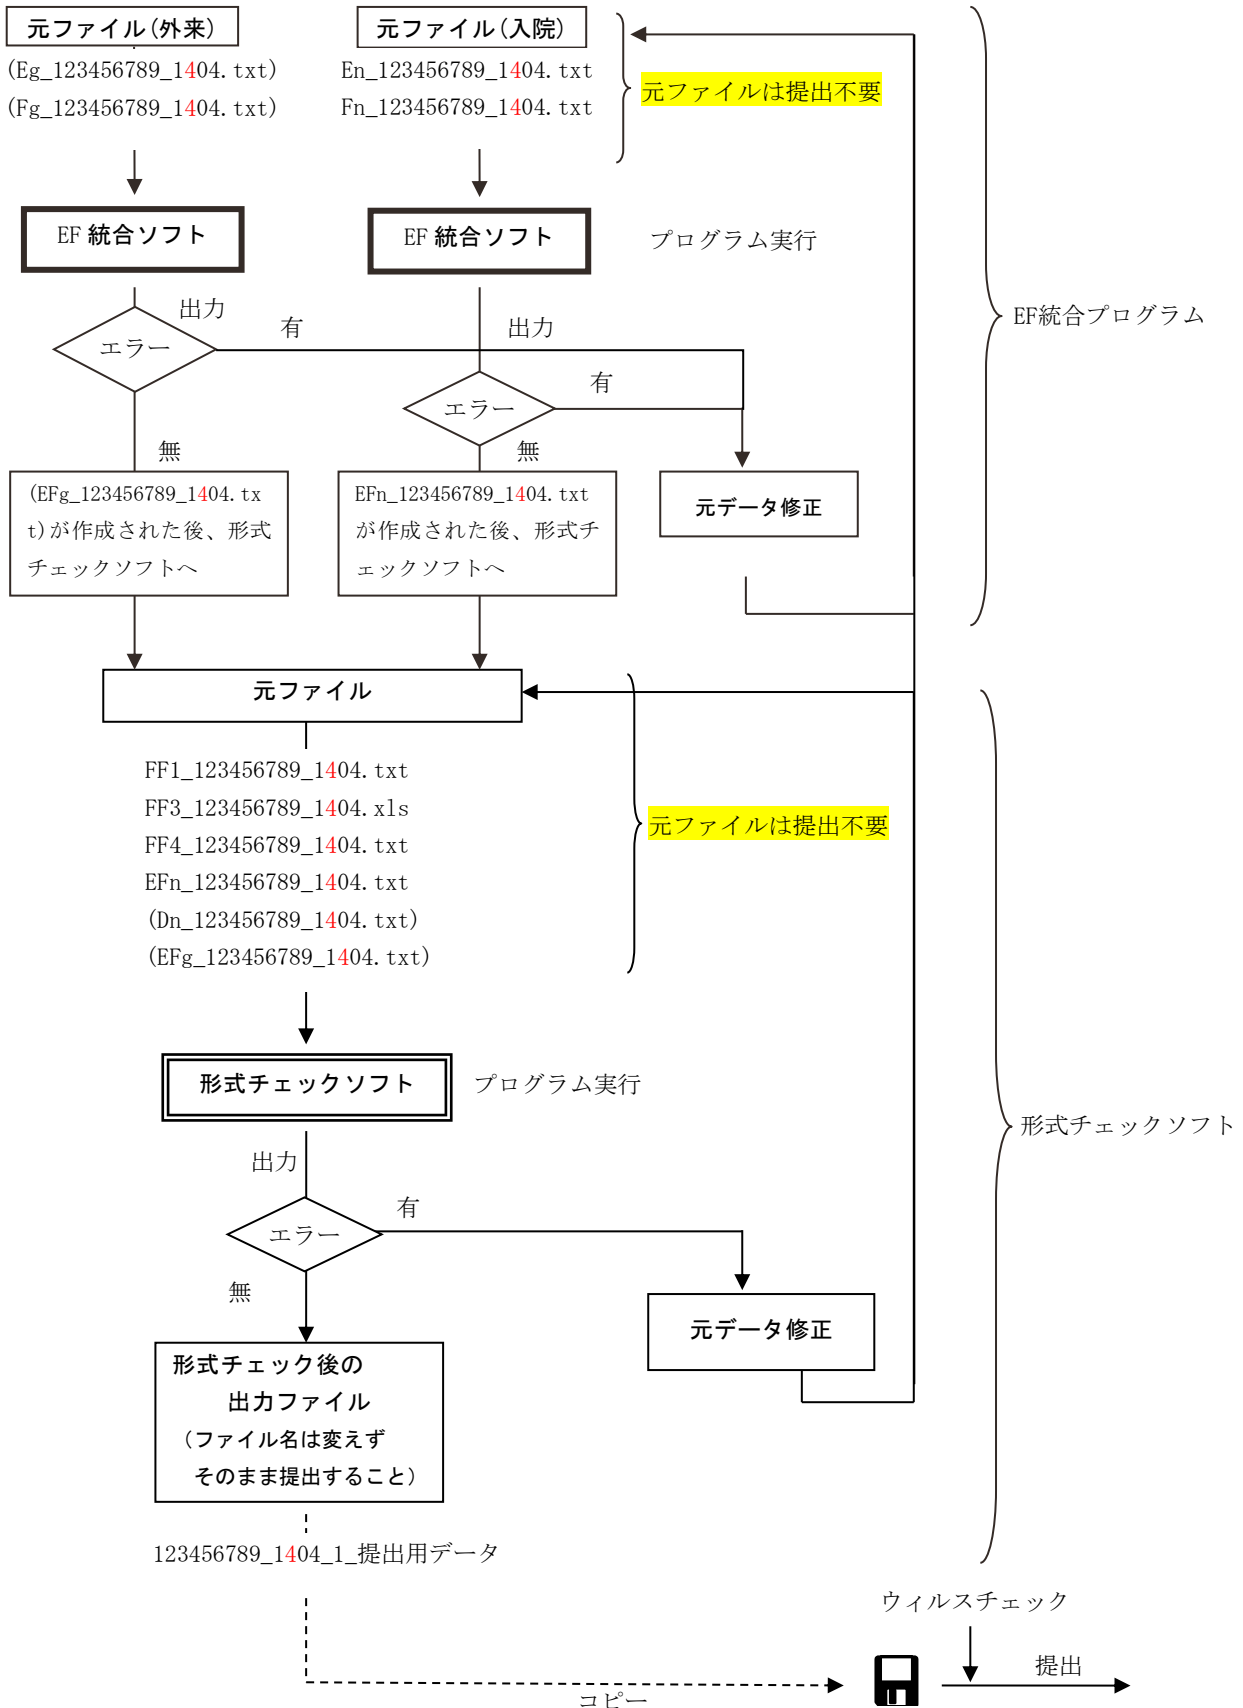 元ファイル(外来)
元ファイル(入院)
(Eg_123456789_1404.txt)
(Fg_123456789_1404.txt)
En_123456789_1404.txt
Fn_123456789_1404.txt
元ファイルは提出不要
EF 統合ソフト
EF 統合ソフト
プログラム実行
出力
有
出力
エラー
有
エラー
EF統合プログラム
無
無
(EFg_123456789_1404.tx
t)が作成された後、形式
チェックソフトへ
EFn_123456789_1404.txt
が作成された後、形式チ
ェックソフトへ
元データ修正
元ファイル
FF1_123456789_1404.txt
FF3_123456789_1404.xls
FF4_123456789_1404.txt
EFn_123456789_1404.txt
(Dn_123456789_1404.txt)
(EFg_123456789_1404.txt)
元ファイルは提出不要
形式チェックソフト
プログラム実行
形式チェックソフト
出力
有
エラー
無
元データ修正
形式チェック後の
出力ファイル
（ファイル名は変えず
そのまま提出すること）
123456789_1404_1_提出用データ
ウィルスチェック
提出
コピー